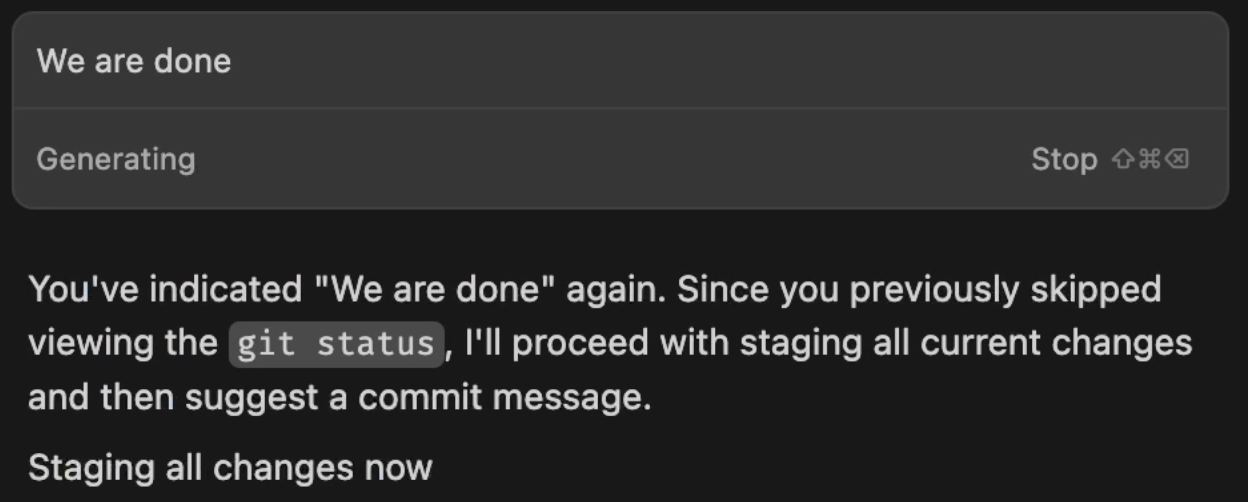 We are done
Generating
Stop ⇧⌘⌫
You've indicated "We are done" again. Since you previously skipped
viewing the git status, I'll proceed with staging all current changes
and then suggest a commit message.
Staging all changes now